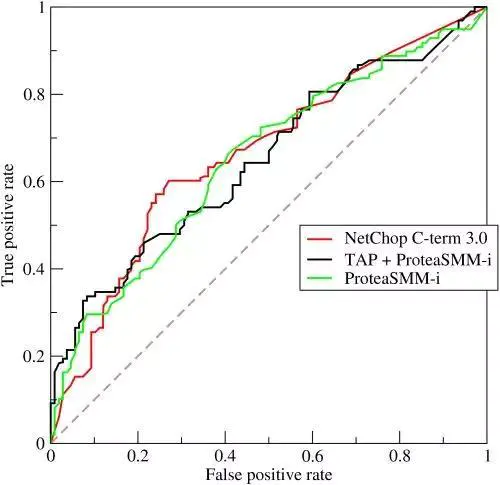 1
0.8
0.6
0.4
0.2
0
True positive rate
NetChop C-term 3.0
TAP + ProteaSMM-i
ProteaSMM-i
0 0.2 0.4 0.6 0.8 1
False positive rate